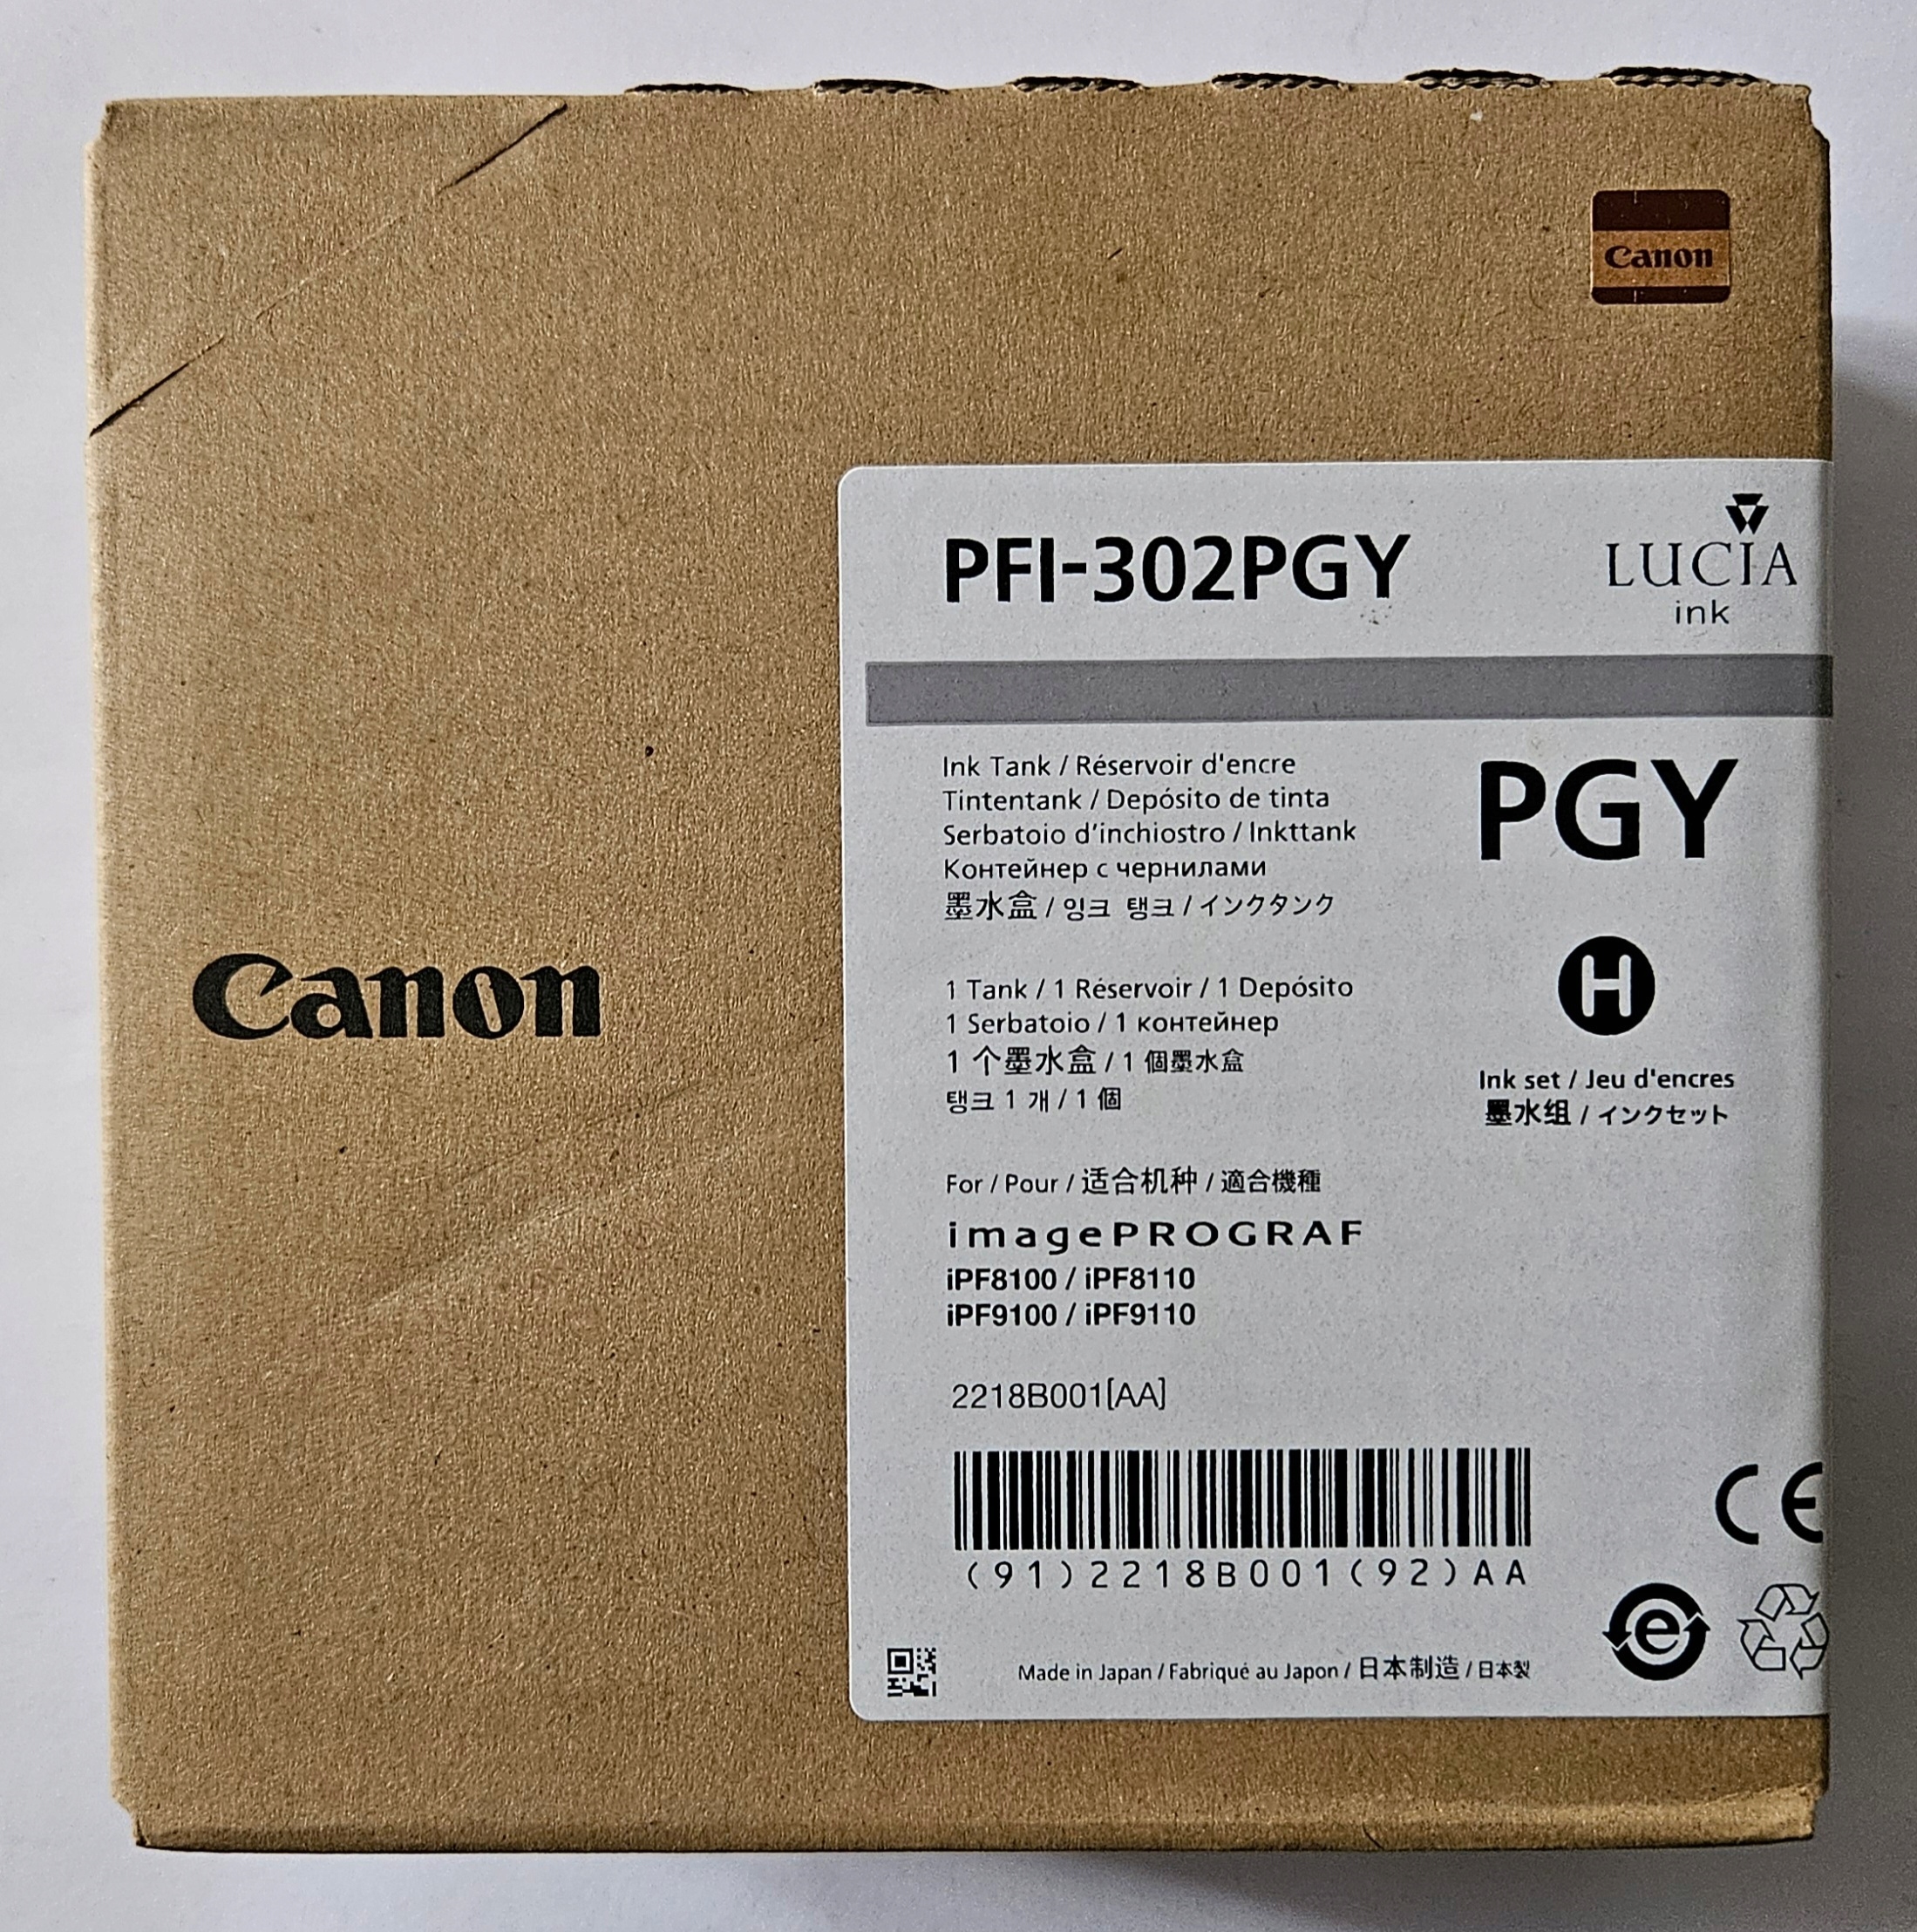 Canon
PFI-302PGY
LUCIA
ink
Ink Tank / Réservoir d'encre
Tintentank / Depósito de tinta
Serbatoio d'inchiostro / Inkttank
Контейнер с чернилами
墨水盒 / 잉크 탱크 / インクタンク
PGY
H
Ink set / Jeu d'encres
墨水组 / インクセット
Canon
1 Tank / 1 Réservoir / 1 Depósito
1 Serbatoio / 1 контейнер
1 个墨水盒 / 1 個墨水盒
탱크 1 개 / 1 個
For / Pour / 适合机种 / 適合機種
imagePROGRAF
iPF8100 / iPF8110
iPF9100 / iPF9110
2218B001[AA]
(91)2218B001(92)AA
CE
e
Made in Japan / Fabriqué au Japon / 日本制造 / 日本製